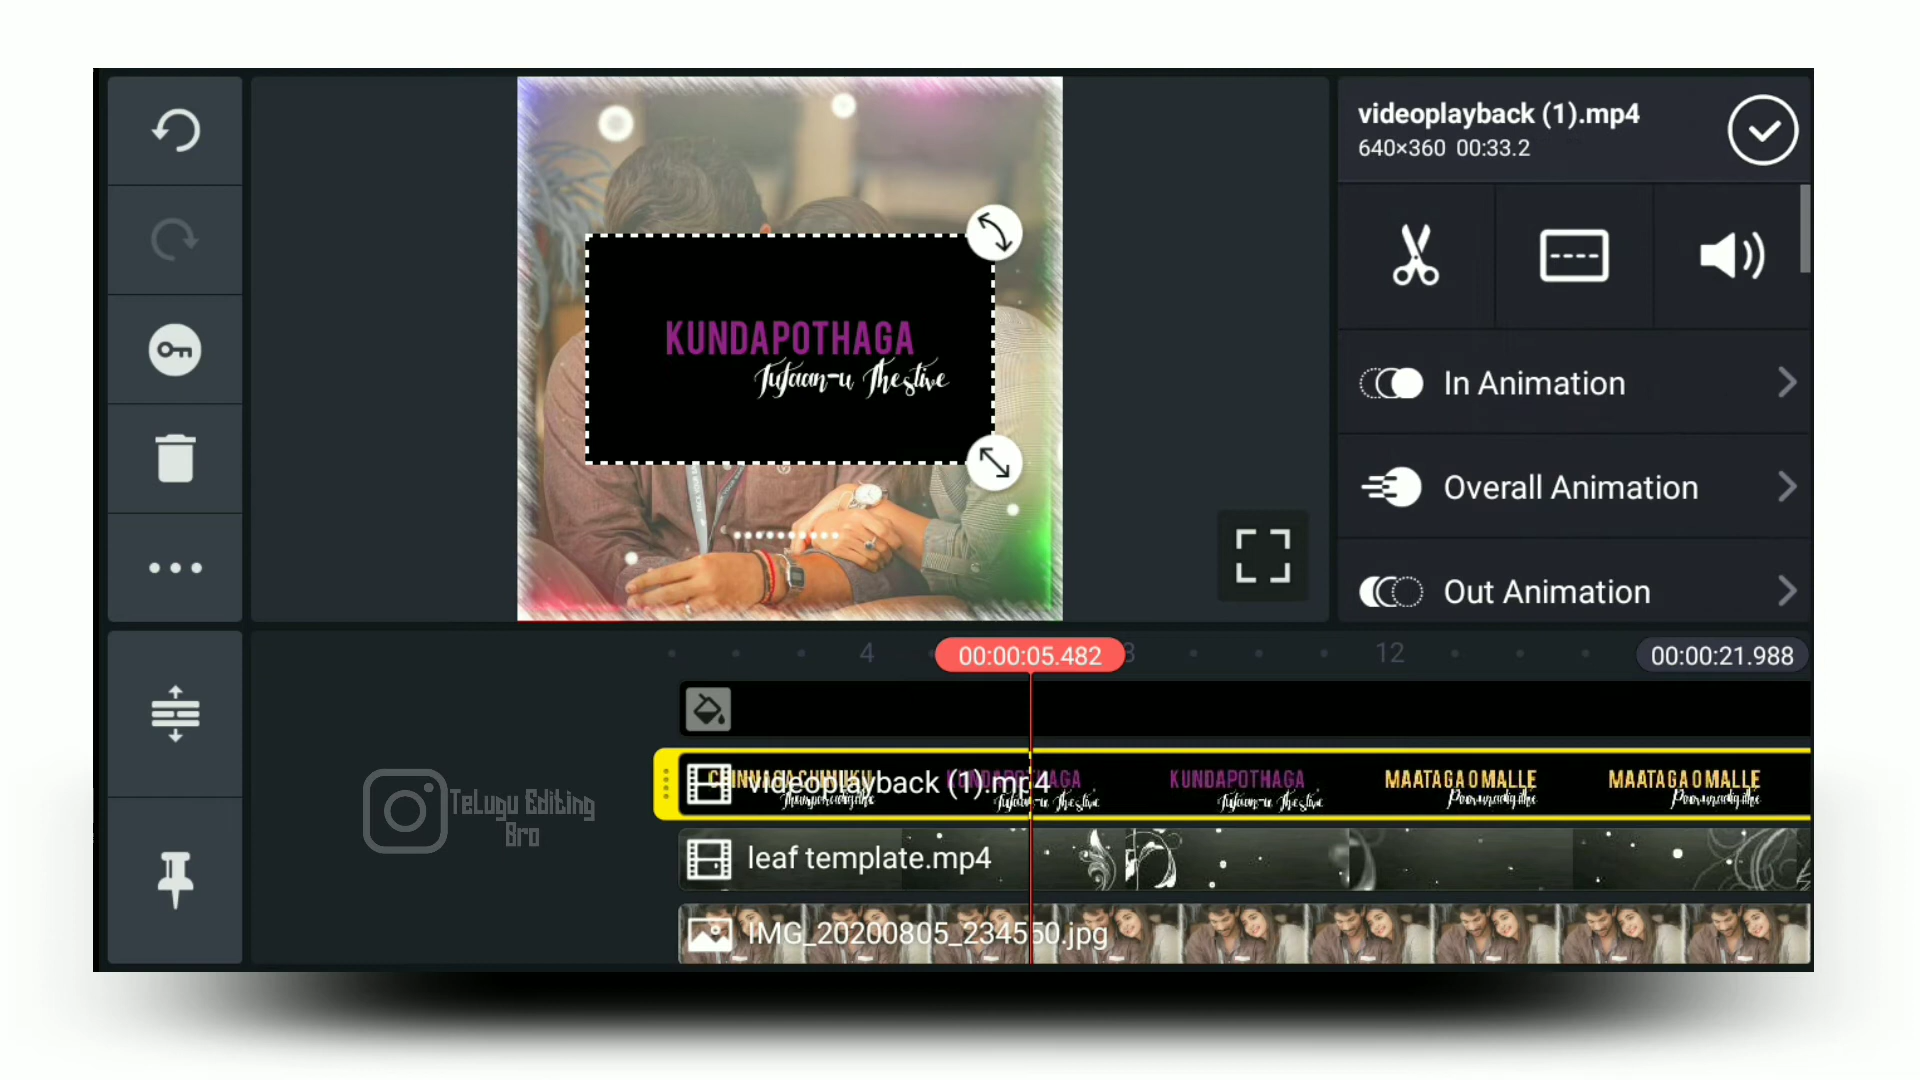 videoplayback (1).mp4
640×360 00:33.2
KUNDAPOTHAGA
Tufaan-u Thestive
In Animation
Overall Animation
Out Animation
4
00:00:05.482
12
00:00:21.988
videoplayback (1).mp4
KUNDAPOTHAGA
Tufaan-u Thestive
MAATAGA O MALLE
MAATAGA O MALLE
leaf template.mp4
IMG_20200805_234550.jpg
TeLugu Editing
Bro